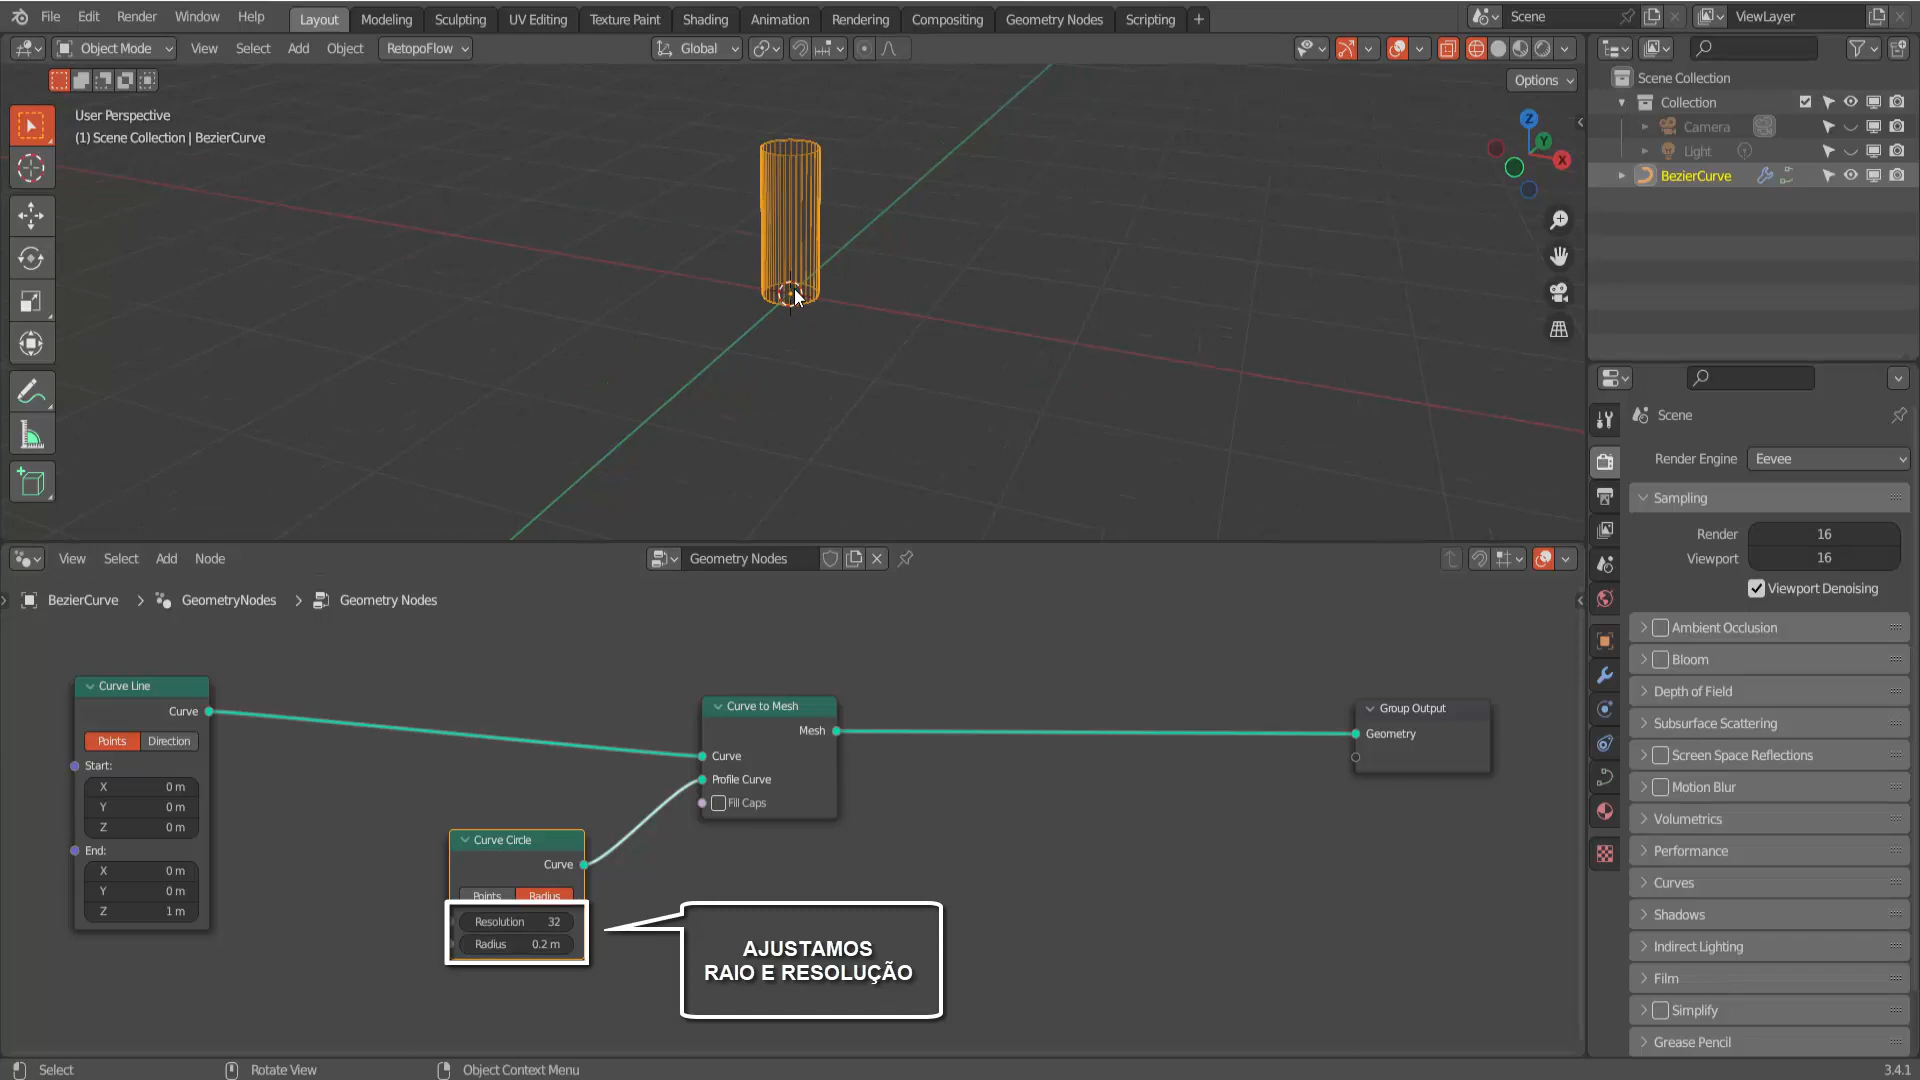 File Edit Render Window Help Layout Modeling Sculpting UV Editing Texture Paint Shading Animation Rendering Compositing Geometry Nodes Scripting + Scene ViewLayer
Object Mode View Select Add Object RetopoFlow Global
Options
User Perspective
(1) Scene Collection | BezierCurve
Z
Y
X
Scene Collection
Collection
Camera
Light
BezierCurve
Scene
Render Engine Eevee
Sampling
Render 16
Viewport 16
Viewport Denoising
Ambient Occlusion
Bloom
Depth of Field
Subsurface Scattering
Screen Space Reflections
Motion Blur
Volumetrics
Performance
Curves
Shadows
Indirect Lighting
Film
Simplify
Grease Pencil
View Select Add Node Geometry Nodes
BezierCurve > GeometryNodes > Geometry Nodes
Curve Line
Curve
Points Direction
Start:
X 0 m
Y 0 m
Z 0 m
End:
X 0 m
Y 0 m
Z 1 m
Curve Circle
Curve
Points Radius
Resolution 32
Radius 0.2 m
Curve to Mesh
Mesh
Curve
Profile Curve
Fill Caps
Group Output
Geometry
AJUSTAMOS
RAIO E RESOLUÇÃO
Select Rotate View Object Context Menu 3.4.1